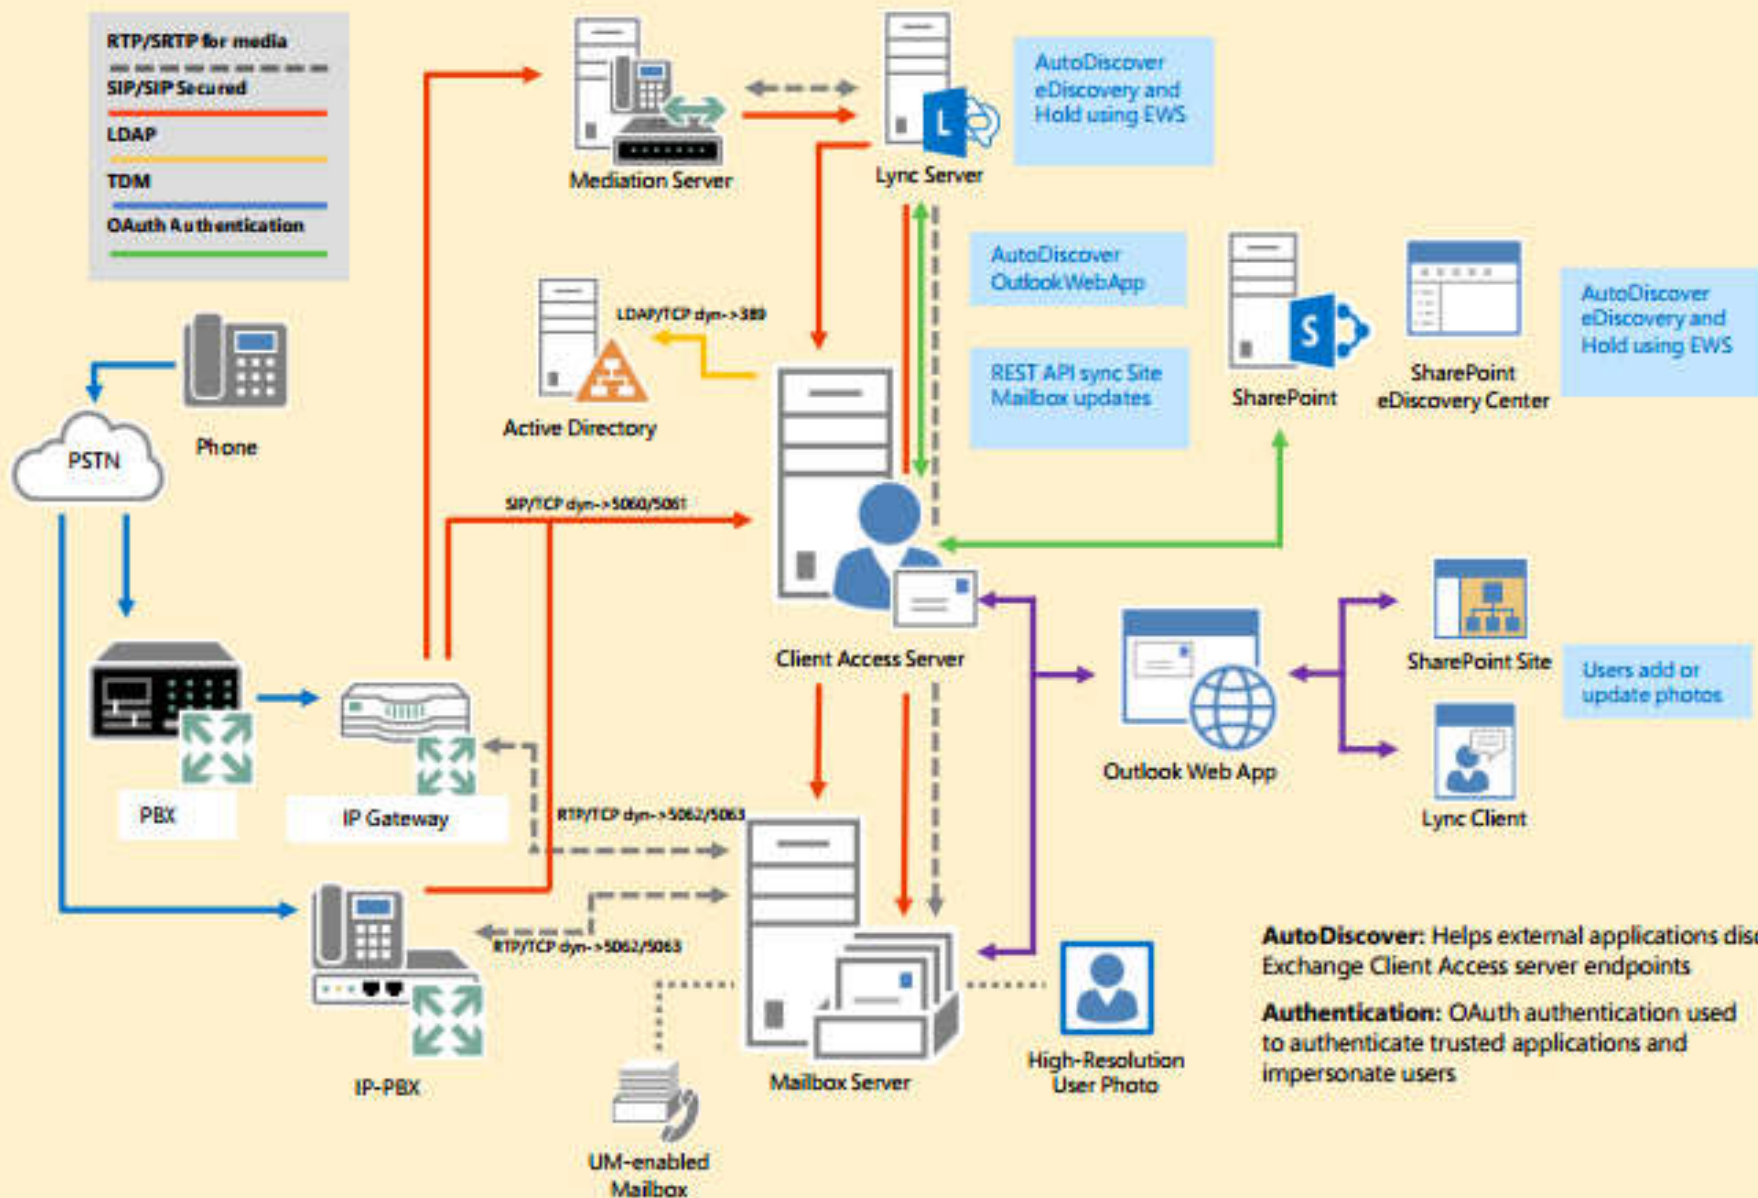 RTP/SRTP for media
SIP/SIP Secured
LDAP
TDM
OAuth Authentication
Mediation Server
L
Lync Server
AutoDiscover
eDiscovery and
Hold using EWS
AutoDiscover
OutlookWebApp
REST API sync Site
Mailbox updates
S
SharePoint
SharePoint
eDiscovery Center
AutoDiscover
eDiscovery and
Hold using EWS
LDAP/TCP dyn->389
Active Directory
Phone
PSTN
SIP/TCP dyn->5060/5061
Client Access Server
PBX
IP Gateway
RTP/TCP dyn->5062/5063
Outlook Web App
SharePoint Site
Users add or
update photos
Lync Client
RTP/TCP dyn->5062/5063
IP-PBX
Mailbox Server
UM-enabled
Mailbox
High-Resolution
User Photo
AutoDiscover: Helps external applications
Exchange Client Access server endpoints
Authentication: OAuth authentication used
to authenticate trusted applications and
impersonate users